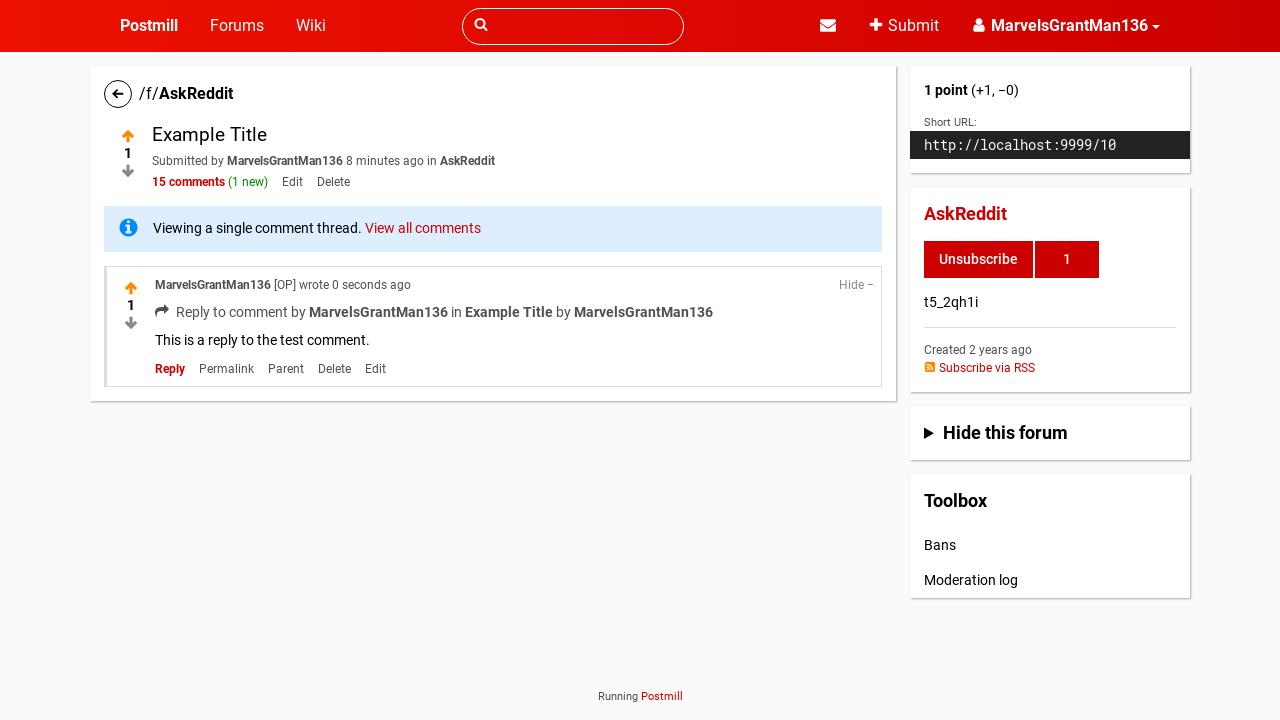 Postmill
Forums
Wiki
Submit
MarvelsGrantMan136
/f/AskReddit
1
Example Title
Submitted by MarvelsGrantMan136 8 minutes ago in AskReddit
15 comments (1 new) Edit Delete
Viewing a single comment thread. View all comments
1
MarvelsGrantMan136 [OP] wrote 0 seconds ago
Hide −
Reply to comment by MarvelsGrantMan136 in Example Title by MarvelsGrantMan136
This is a reply to the test comment.
Reply Permalink Parent Delete Edit
1 point (+1, −0)
Short URL:
http://localhost:9999/10
AskReddit
Unsubscribe 1
t5_2qh1i
Created 2 years ago
Subscribe via RSS
Hide this forum
Toolbox
Bans
Moderation log
Running Postmill